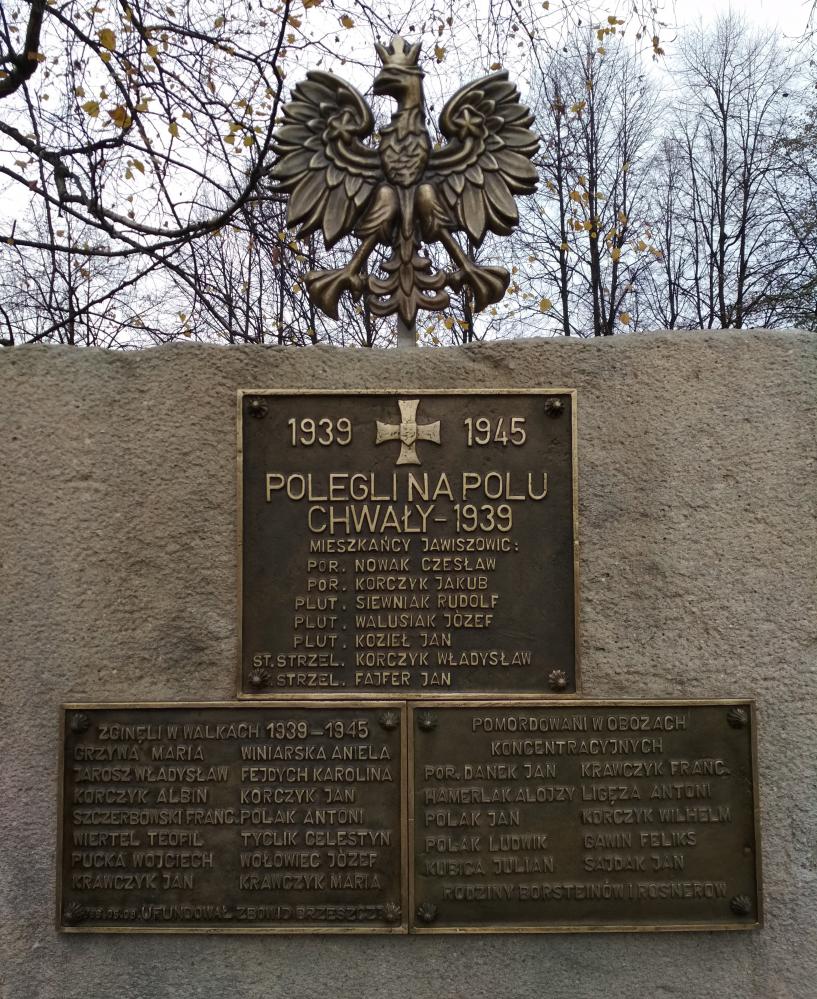 1939 1945
POLEGLI NA POLU
CHWAŁY - 1939
MIESZKAŃCY JAWISZOWIC:
POR. NOWAK CZESŁAW
POR. KORCZYK JAKUB
PLUT. SIEWNIAK RUDOLF
PLUT. WALUSIAK JÓZEF
PLUT. KOZIEŁ JAN
ST. STRZEL. KORCZYK WŁADYSŁAW
STRZEL. FAJFER JAN
ZGINĘLI W WALKACH 1939-1945
GRZYWA MARIA WINIARSKA ANIELA
JAROSZ WŁADYSŁAW FEJDYCH KAROLINA
KORCZYK ALBIN KORCZYK JAN
SZCZERBOWSKI FRANC. POLAK ANTONI
WIERTEL TEOFIL TYCLIK CELESTYN
PUCKA WOJCIECH WOŁOWIEC JÓZEF
KRAWCZYK JAN KRAWCZYK MARIA
UFUNDOWAŁ ZBOWID BRZESZCZE
POMORDOWANI W OBOZACH
KONCENTRACYJNYCH
POR. DANEK JAN KRAWCZYK FRANC.
HAMERLAK ALOJZY LIGĘZA ANTONI
POLAK JAN KORCZYK WILHELM
POLAK LUDWIK GAWIN FELIKS
KUBICA JULIAN SAJDAK JAN
RODZINY BORSTEINÓW I ROSNERÓW